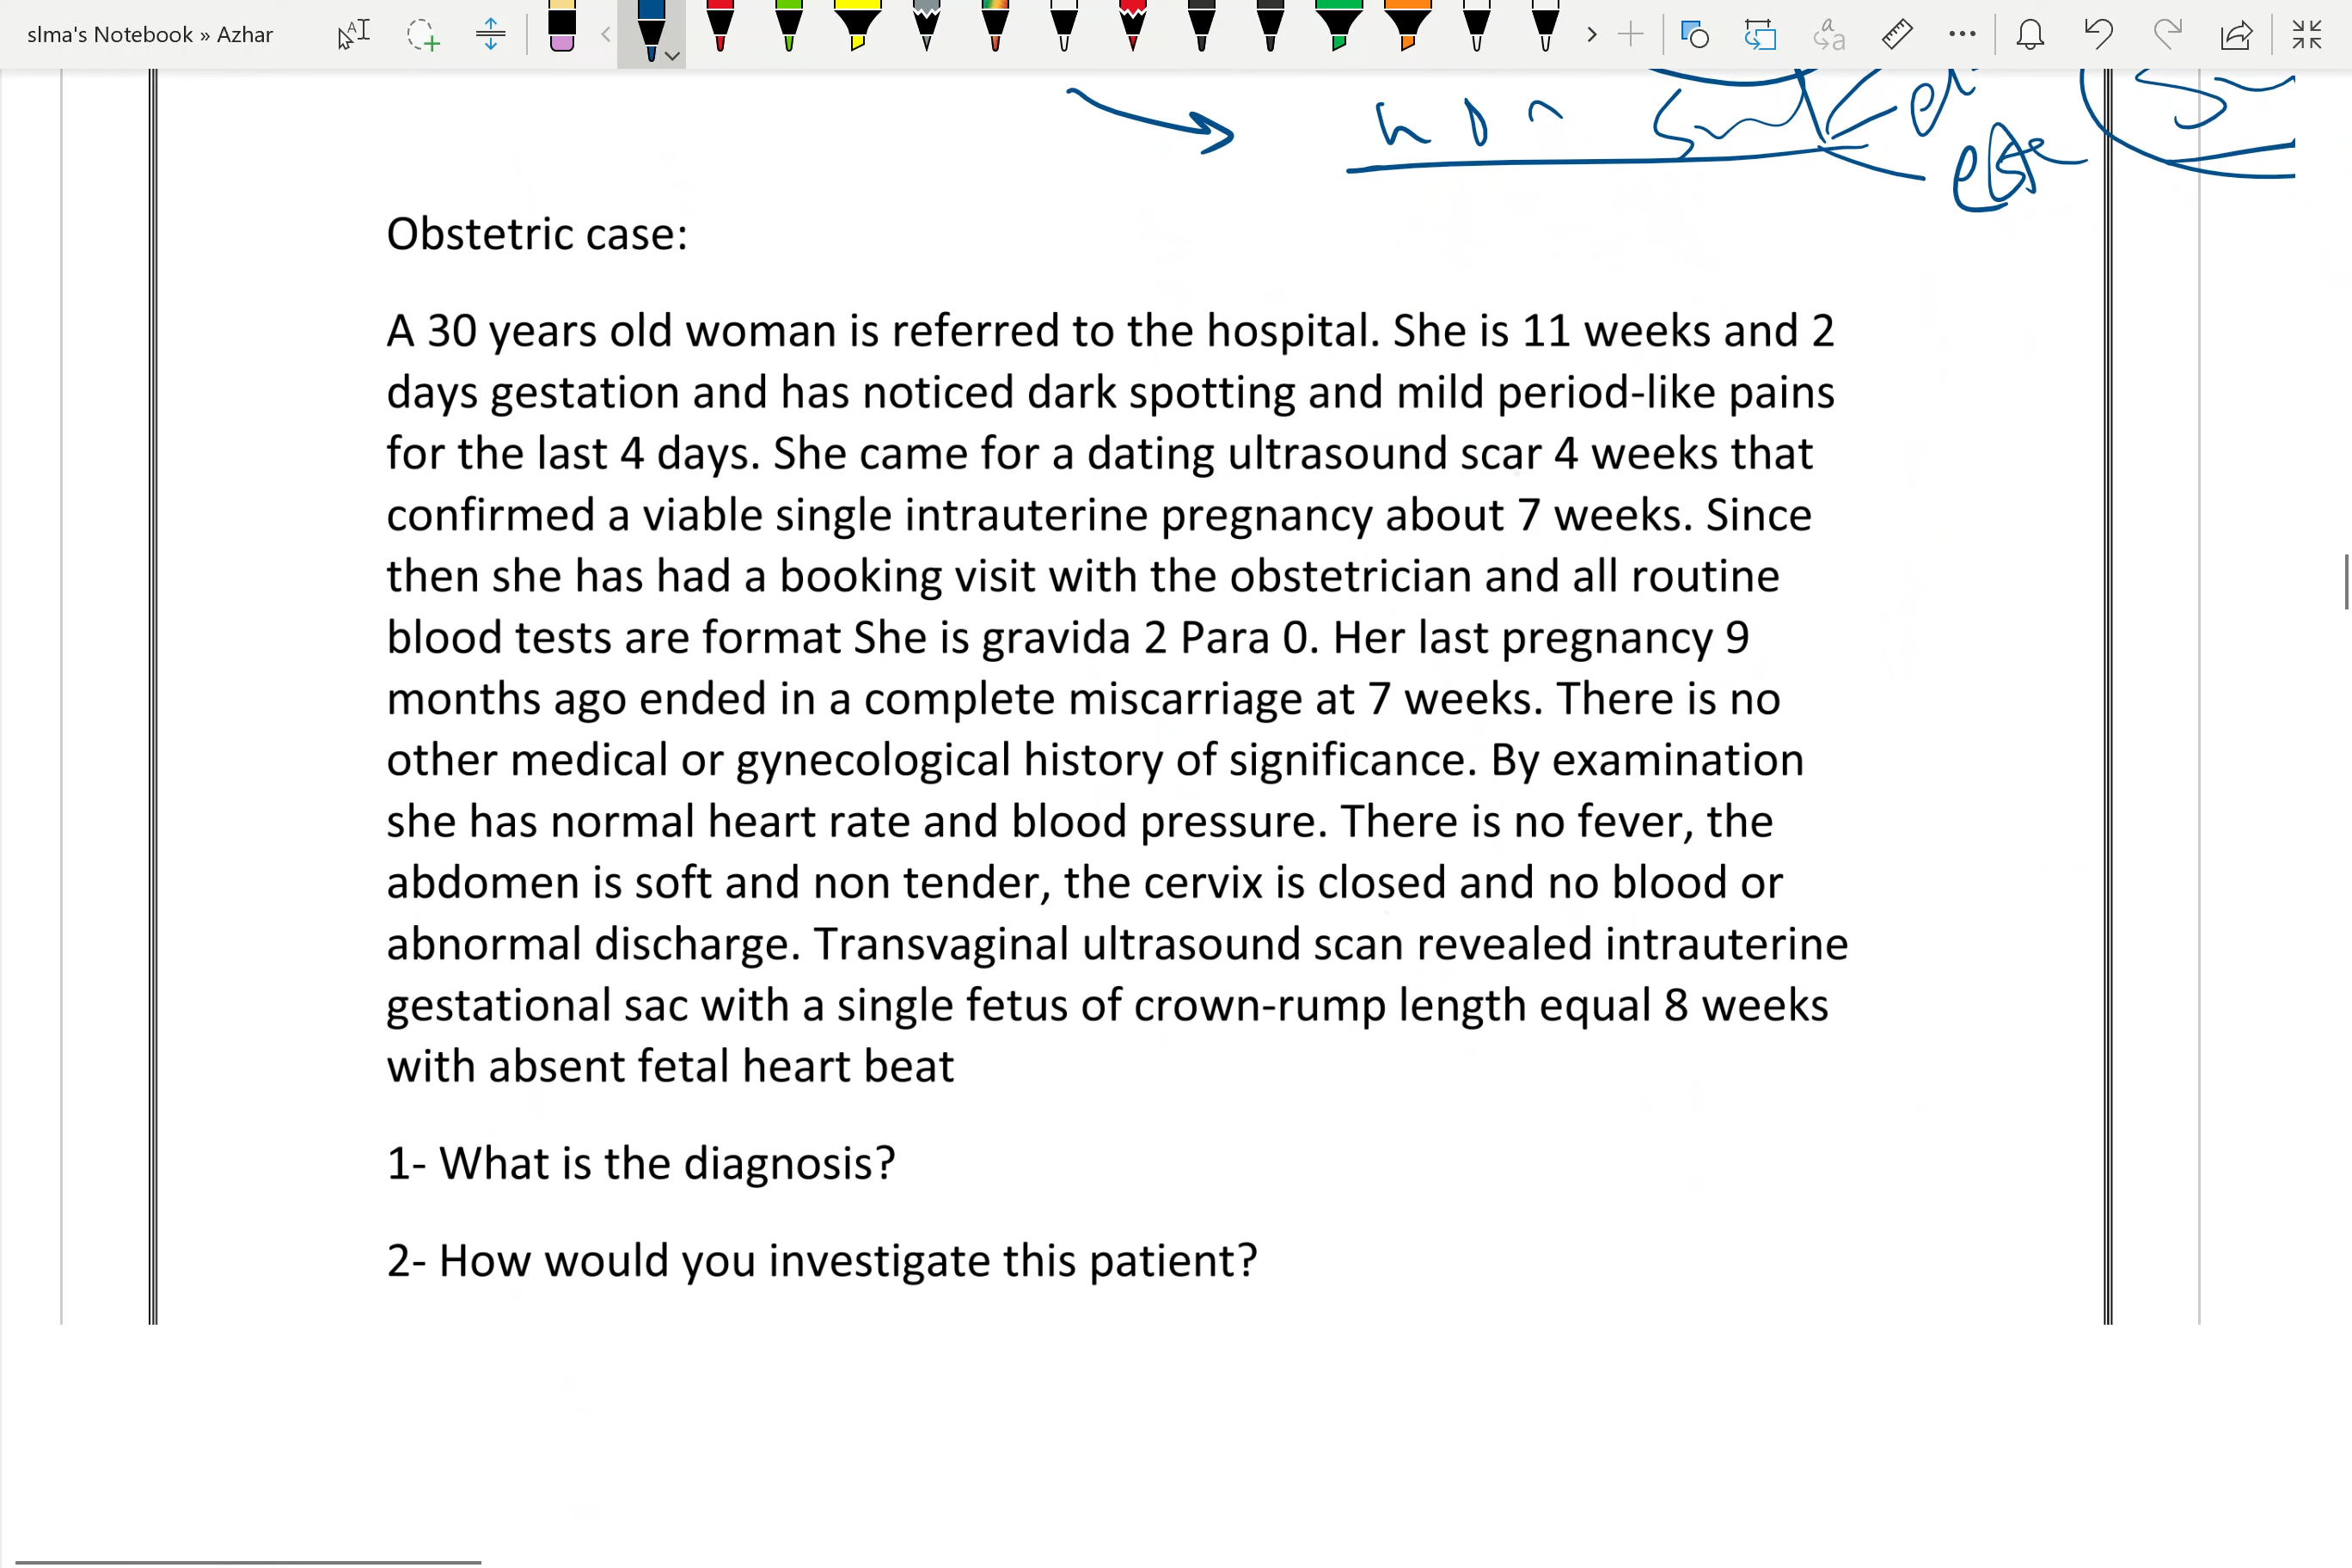 slma's Notebook » Azhar
Obstetric case:
A 30 years old woman is referred to the hospital. She is 11 weeks and 2
days gestation and has noticed dark spotting and mild period-like pains
for the last 4 days. She came for a dating ultrasound scar 4 weeks that
confirmed a viable single intrauterine pregnancy about 7 weeks. Since
then she has had a booking visit with the obstetrician and all routine
blood tests are format She is gravida 2 Para 0. Her last pregnancy 9
months ago ended in a complete miscarriage at 7 weeks. There is no
other medical or gynecological history of significance. By examination
she has normal heart rate and blood pressure. There is no fever, the
abdomen is soft and non tender, the cervix is closed and no blood or
abnormal discharge. Transvaginal ultrasound scan revealed intrauterine
gestational sac with a single fetus of crown-rump length equal 8 weeks
with absent fetal heart beat
1- What is the diagnosis?
2- How would you investigate this patient?